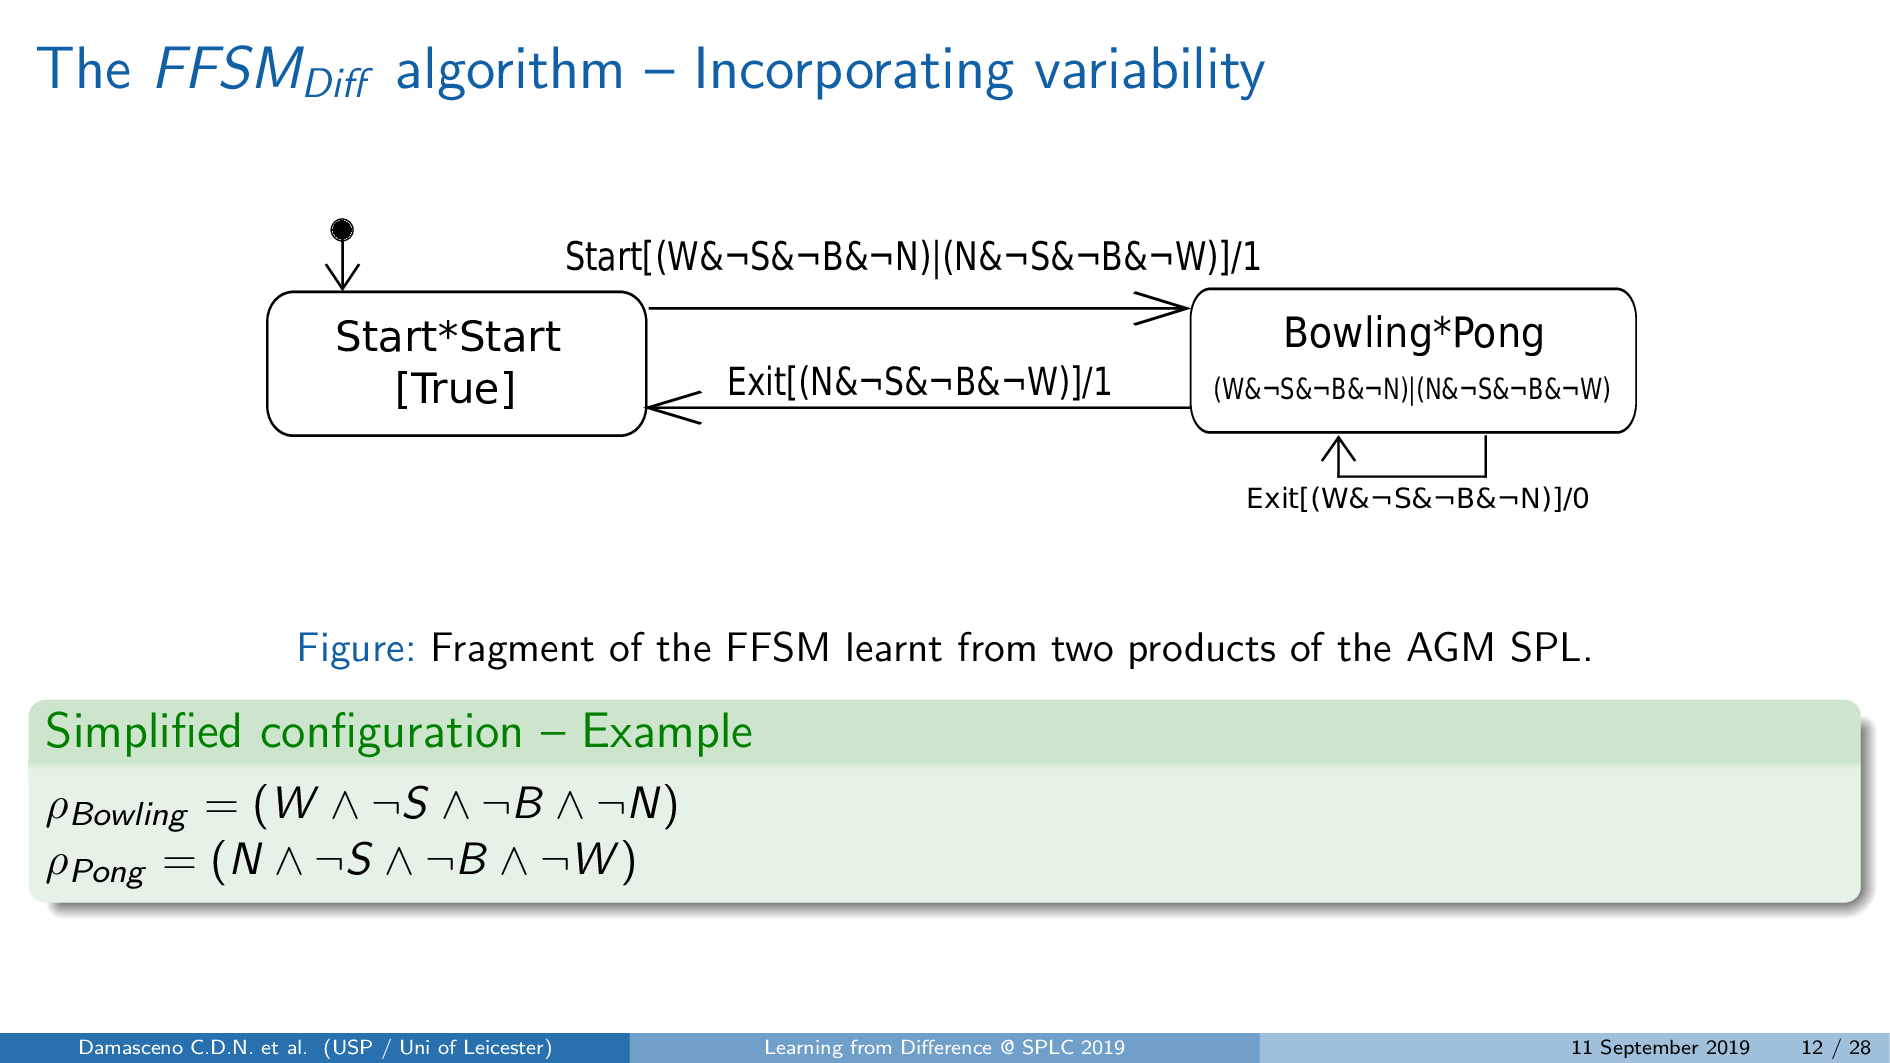 The FFSM_Diff algorithm – Incorporating variability
Start[(W&¬S&¬B&¬N)|(N&¬S&¬B&¬W)]/1
Start*Start
[True]
Bowling*Pong
(W&¬S&¬B&¬N)|(N&¬S&¬B&¬W)
Exit[(N&¬S&¬B&¬W)]/1
Exit[(W&¬S&¬B&¬N)]/0
Figure: Fragment of the FFSM learnt from two products of the AGM SPL.
Simplified configuration – Example
ρ_Bowling = (W ∧ ¬S ∧ ¬B ∧ ¬N)
ρ_Pong = (N ∧ ¬S ∧ ¬B ∧ ¬W)
Damasceno C.D.N. et al. (USP / Uni of Leicester)
Learning from Difference @ SPLC 2019
11 September 2019
12 / 28